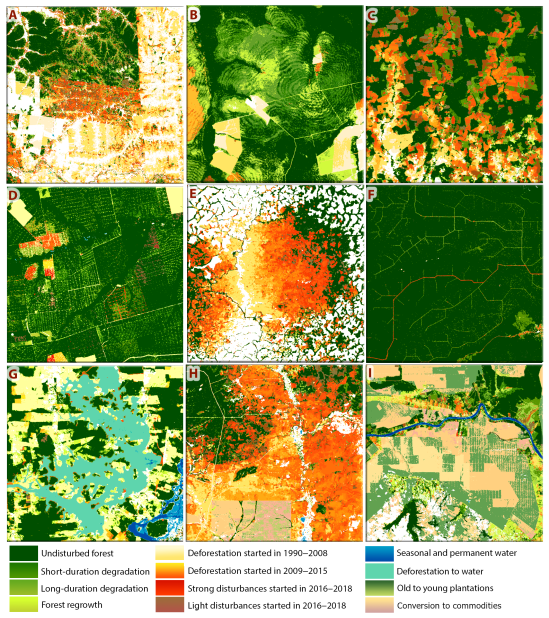 A
B
C
D
E
F
G
H
I
Undisturbed forest
Deforestation started in 1990–2008
Seasonal and permanent water
Short-duration degradation
Deforestation started in 2009–2015
Deforestation to water
Long-duration degradation
Strong disturbances started in 2016–2018
Old to young plantations
Forest regrowth
Light disturbances started in 2016–2018
Conversion to commodities